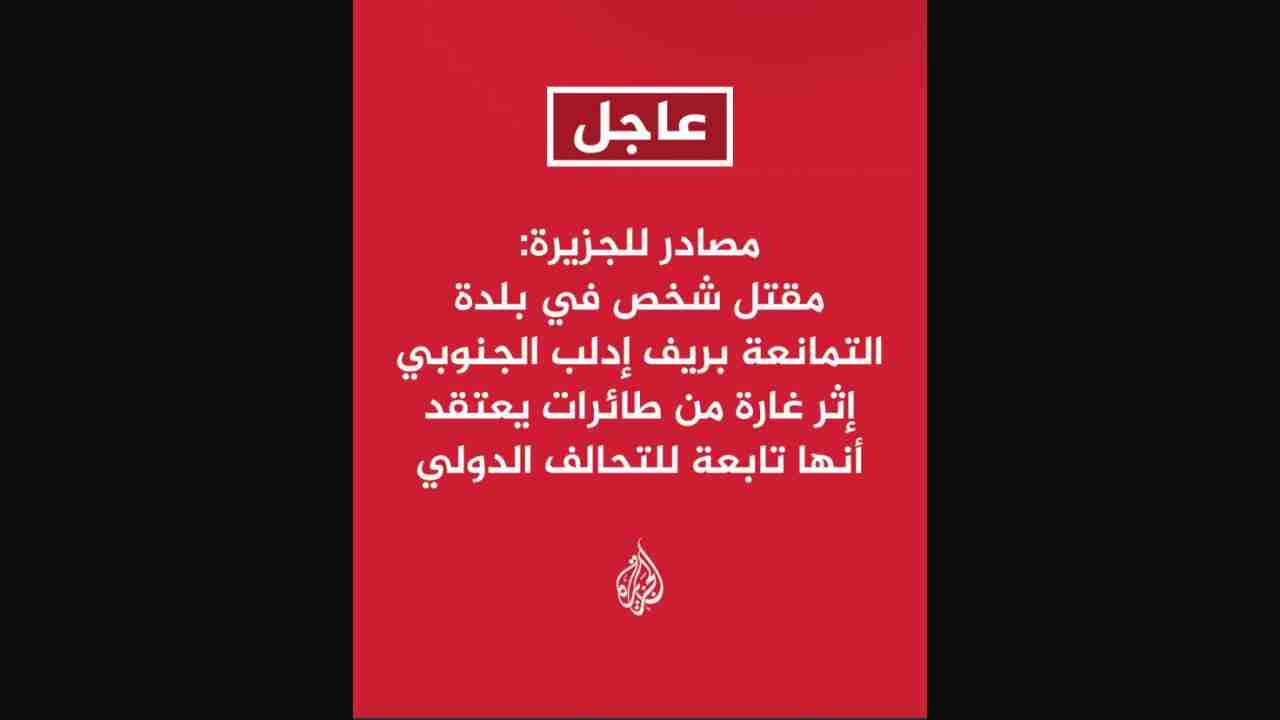 عاجل
مصادر للجزيرة:
مقتل شخص في بلدة
التمانعة بريف إدلب الجنوبي
إثر غارة من طائرات يعتقد
أنها تابعة للتحالف الدولي
الجزيرة